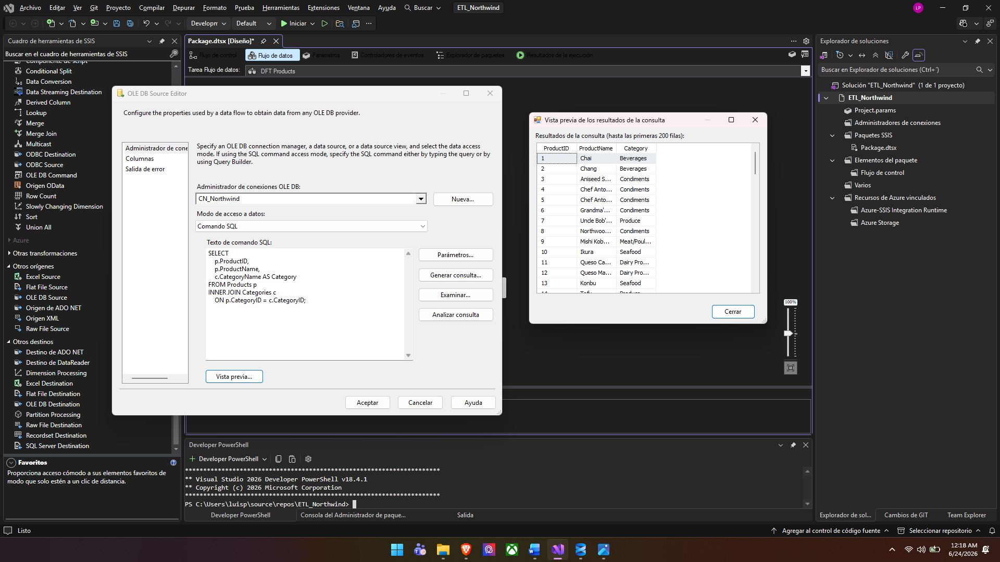 Archivo Editar Ver Git Proyecto Compilar Depurar Formato Prueba Herramientas Extensiones Ventana Ayuda Buscar ETL_Northwind LP
Developm Default Iniciar
Cuadro de herramientas de SSIS
Buscar en el cuadro de herramientas de SSIS
Componente de script
Conditional Split
Data Conversion
Data Streaming Destination
Derived Column
Lookup
Merge
Merge Join
Multicast
ODBC Destination
ODBC Source
OLE DB Command
Origen OData
Row Count
Slowly Changing Dimension
Sort
Union All
Azure
Otras transformaciones
Otros orígenes
Excel Source
Flat File Source
OLE DB Source
Origen de ADO NET
Origen XML
Raw File Source
Otros destinos
Destino de ADO NET
Destino de DataReader
Dimension Processing
Excel Destination
Flat File Destination
OLE DB Destination
Partition Processing
Raw File Destination
Recordset Destination
SQL Server Destination
Favoritos
Proporciona acceso cómodo a sus elementos favoritos de
modo que solo estén a un clic de distancia.
Package.dtsx [Diseño]*
Flujo de control Flujo de datos Parámetros Controladores de eventos Explorador de paquetes Resultados de la ejecución
Tarea Flujo de datos: DFT Products
OLE DB Source Editor
Configure the properties used by a data flow to obtain data from any OLE DB provider.
Administrador de cone
Columnas
Salida de error
Specify an OLE DB connection manager, a data source, or a data source view, and select the data access
mode. If using the SQL command access mode, specify the SQL command either by typing the query or by
using Query Builder.
Administrador de conexiones OLE DB:
CN_Northwind
Nueva...
Modo de acceso a datos:
Comando SQL
Texto de comando SQL:
SELECT
p.ProductID,
p.ProductName,
c.CategoryName AS Category
FROM Products p
INNER JOIN Categories c
ON p.CategoryID = c.CategoryID;
Parámetros...
Generar consulta...
Examinar...
Analizar consulta
Vista previa...
Aceptar Cancelar Ayuda
Vista previa de los resultados de la consulta
Resultados de la consulta (hasta las primeras 200 filas):
ProductID ProductName Category
1 Chai Beverages
2 Chang Beverages
3 Aniseed S... Condiments
4 Chef Anto... Condiments
5 Chef Anto... Condiments
6 Grandma'... Condiments
7 Uncle Bob'... Produce
8 Northwoo... Condiments
9 Mishi Kob... Meat/Poul...
10 Ikura Seafood
11 Queso Ca... Dairy Pro...
12 Queso Ma... Dairy Pro...
13 Konbu Seafood
14 Tofu Produce
Cerrar
100%
Developer PowerShell
Developer PowerShell
**********************************************************************
** Visual Studio 2026 Developer PowerShell v18.4.1
** Copyright (c) 2026 Microsoft Corporation
**********************************************************************
PS C:\Users\luisp\source\repos\ETL_Northwind>
Developer PowerShell Consola del Administrador de paque... Salida
Explorador de soluciones
Buscar en Explorador de soluciones (Ctrl+´)
Solución "ETL_Northwind" (1 de 1 proyecto)
ETL_Northwind
Project.params
Administradores de conexiones
Paquetes SSIS
Package.dtsx
Elementos del paquete
Flujo de control
Varios
Recursos de Azure vinculados
Azure-SSIS Integration Runtime
Azure Storage
Explorador de sol... Cambios de GIT Team Explorer
Listo
Agregar al control de código fuente Seleccionar repositorio
12:18 AM
6/24/2026